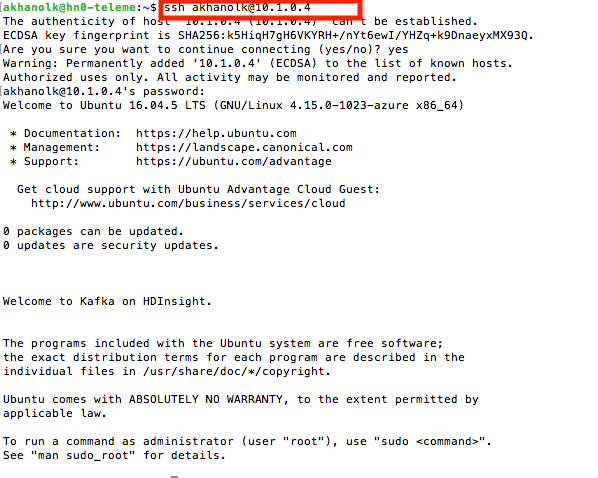 [akhanolk@hn0-teleme:~$ ssh akhanolk@10.1.0.4
The authenticity of host '10.1.0.4 (10.1.0.4)' can't be established.
ECDSA key fingerprint is SHA256:k5HiqH7gH6VKYRH+/nYt6ewI/YHZq+k9DnaeyxMX93Q.
[Are you sure you want to continue connecting (yes/no)? yes
Warning: Permanently added '10.1.0.4' (ECDSA) to the list of known hosts.
Authorized uses only. All activity may be monitored and reported.
[akhanolk@10.1.0.4's password:
Welcome to Ubuntu 16.04.5 LTS (GNU/Linux 4.15.0-1023-azure x86_64)
* Documentation:  https://help.ubuntu.com
* Management:     https://landscape.canonical.com
* Support:        https://ubuntu.com/advantage
Get cloud support with Ubuntu Advantage Cloud Guest:
http://www.ubuntu.com/business/services/cloud
0 packages can be updated.
0 updates are security updates.
Welcome to Kafka on HDInsight.
The programs included with the Ubuntu system are free software;
the exact distribution terms for each program are described in the
individual files in /usr/share/doc/*/copyright.
Ubuntu comes with ABSOLUTELY NO WARRANTY, to the extent permitted by
applicable law.
To run a command as administrator (user "root"), use "sudo <command>".
See "man sudo_root" for details.